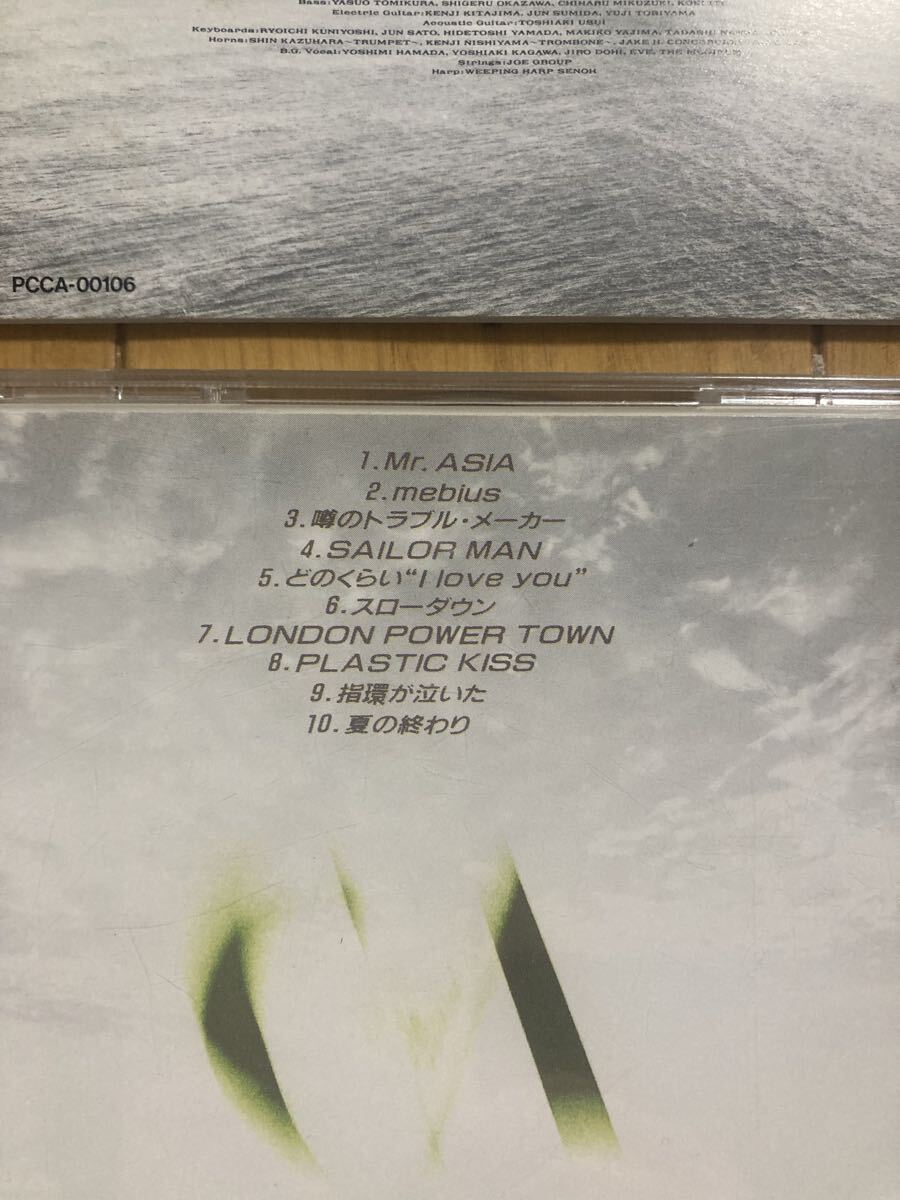 Bass:YASUO TOMIKURA, SHIGERU OKAZAWA, CHIHARU MIKUZUKI,
Electric Guitar:KENJI KITAJIMA, JUN SUMIDA, YUJI TORIYAMA
Acoustic Guitar:TOSHIAKI USUI
Keyboards:RYOICHI KUNIYOSHI, JUN SATO, HIDETOSHI YAMADA, MAKIKO YAJIMA,
Horns:SHIN KAZUHARA~TRUMPET~, KENJI NISHIYAMA~TROMBONE~, JAKE H. CONCEPCION
B.G. Vocal:YOSHIMI HAMADA, YOSHIAKI KAGAWA, JIRO DOHI, EVE,
Strings:JOE GROUP
Harp:WEEPING HARP SENOH
PCCA-00106
1.Mr. ASIA
2.mebius
3.噂のトラブル・メーカー
4.SAILOR MAN
5.どのくらい“I love you”
6.スローダウン
7.LONDON POWER TOWN
8.PLASTIC KISS
9.指環が泣いた
10.夏の終わり